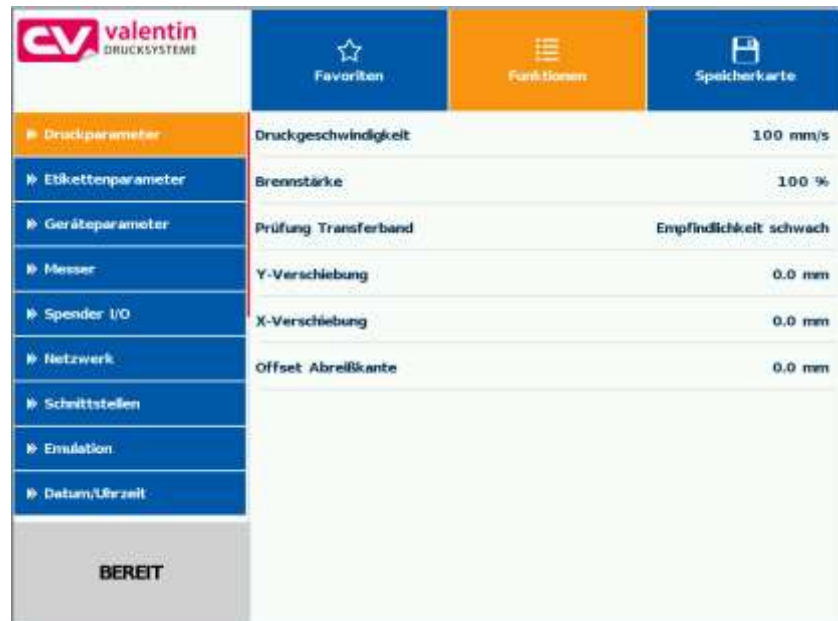 CV valentin
DRUCKSYSTEME
Favoriten
Funktionen
Speicherkarte
Druckparameter
Etikettenparameter
Geräteparameter
Messer
Spender I/O
Netzwerk
Schnittstellen
Emulation
Datum/Uhrzeit
BEREIT
Druckgeschwindigkeit 100 mm/s
Brennstärke 100 %
Prüfung Transferband Empfindlichkeit schwach
Y-Verschiebung 0.0 mm
X-Verschiebung 0.0 mm
Offset Abreißkante 0.0 mm